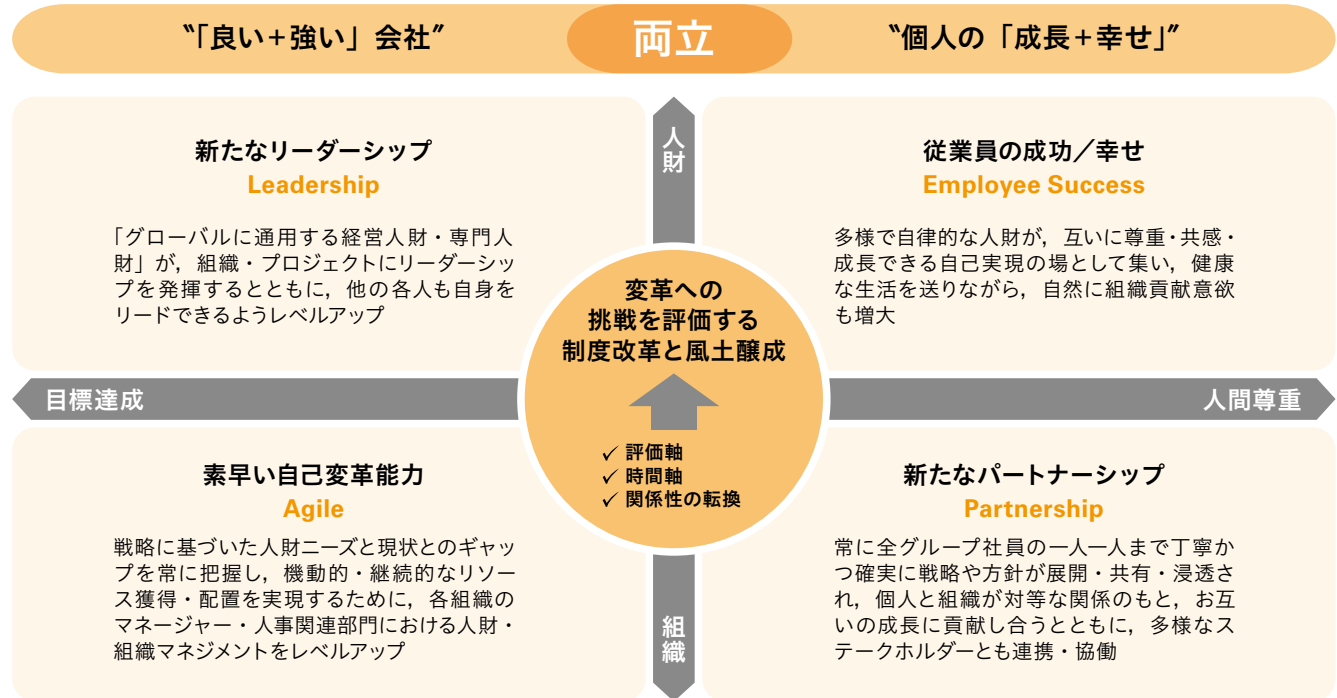 〝「良い+強い」会社〞
両立
〝個人の「成長+幸せ」〞
人財
新たなリーダーシップ
Leadership
「グローバルに通用する経営人財・専門人
財」が，組織・プロジェクトにリーダーシッ
プを発揮するとともに，他の各人も自身を
リードできるようレベルアップ
従業員の成功／幸せ
Employee Success
多様で自律的な人財が，互いに尊重・共感・
成長できる自己実現の場として集い，健康
な生活を送りながら，自然に組織貢献意欲
も増大
変革への
挑戦を評価する
制度改革と風土醸成
✓ 評価軸
✓ 時間軸
✓ 関係性の転換
目標達成
人間尊重
素早い自己変革能力
Agile
戦略に基づいた人財ニーズと現状とのギャッ
プを常に把握し，機動的・継続的なリソー
ス獲得・配置を実現するために，各組織の
マネージャー・人事関連部門における人財・
組織マネジメントをレベルアップ
新たなパートナーシップ
Partnership
常に全グループ社員の一人一人まで丁寧か
つ確実に戦略や方針が展開・共有・浸透さ
れ，個人と組織が対等な関係のもと，お互
いの成長に貢献し合うとともに，多様なス
テークホルダーとも連携・協働
組織